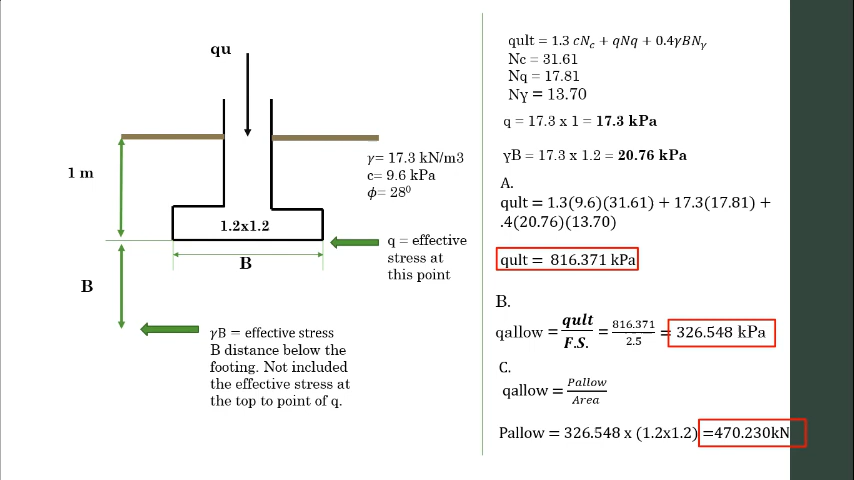 qu
1 m
γ= 17.3 kN/m3
c= 9.6 kPa
ϕ= 28⁰
1.2x1.2
B
q = effective
stress at
this point
B
γB = effective stress
B distance below the
footing. Not included
the effective stress at
the top to point of q.
qult = 1.3 cN_c + qNq + 0.4γBN_γ
Nc = 31.61
Nq = 17.81
Nγ = 13.70
q = 17.3 x 1 = 17.3 kPa
γB = 17.3 x 1.2 = 20.76 kPa
A.
qult = 1.3(9.6)(31.61) + 17.3(17.81) +
.4(20.76)(13.70)
qult = 816.371 kPa
B.
qallow = qult/F.S. = 816.371/2.5 = 326.548 kPa
C.
qallow = Pallow/Area
Pallow = 326.548 x (1.2x1.2) =470.230kN